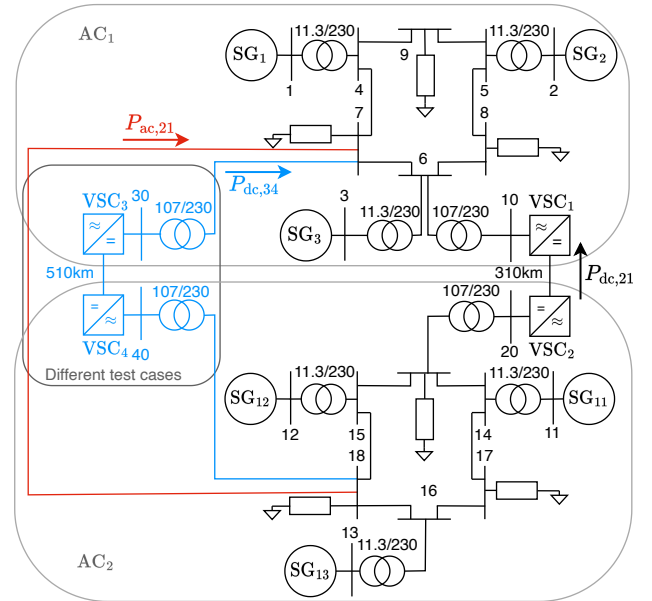 AC1
11.3/230
11.3/230
SG1
SG2
9
1
4
5
2
7
8
Pac,21
6
Pdc,34
VSC3
30
3
10
VSC1
107/230
11.3/230
107/230
≈
=
SG3
≈
=
510km
310km
Pdc,21
107/230
107/230
=
≈
=
≈
VSC4
40
20
VSC2
Different test cases
11.3/230
11.3/230
SG12
SG11
12
15
14
11
18
17
16
13
11.3/230
AC2
SG13